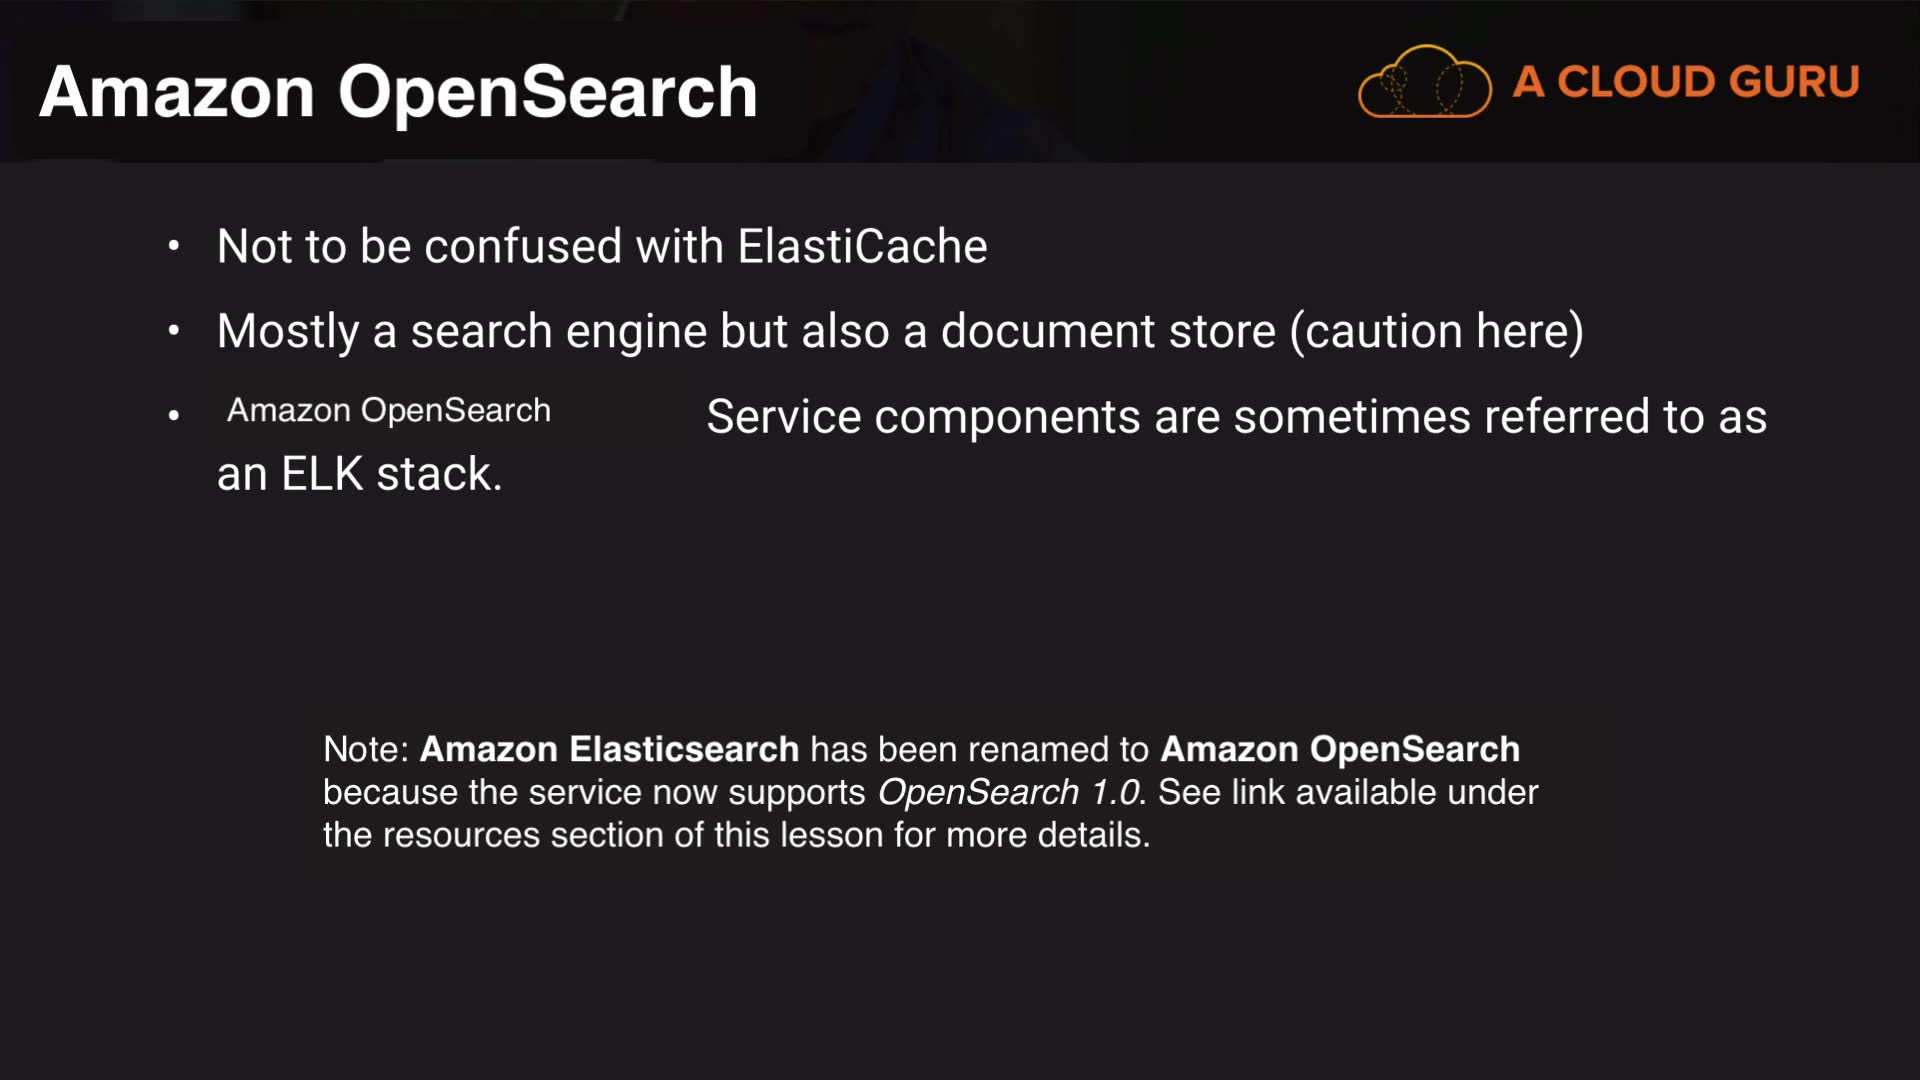 Amazon OpenSearch
A CLOUD GURU
• Not to be confused with ElastiCache
• Mostly a search engine but also a document store (caution here)
• Amazon OpenSearch Service components are sometimes referred to as
an ELK stack.
Note: Amazon Elasticsearch has been renamed to Amazon OpenSearch
because the service now supports OpenSearch 1.0. See link available under
the resources section of this lesson for more details.